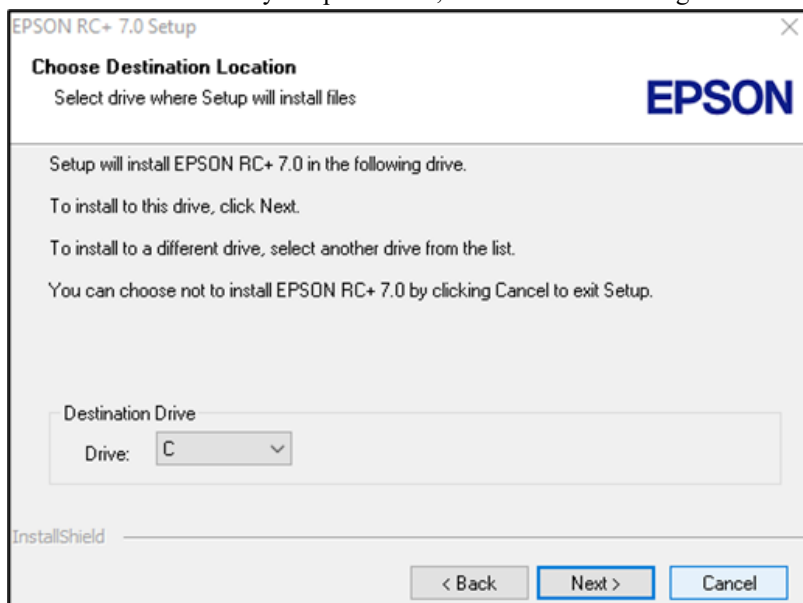 EPSON RC+ 7.0 Setup
Choose Destination Location
Select drive where Setup will install files
EPSON
Setup will install EPSON RC+ 7.0 in the following drive.
To install to this drive, click Next.
To install to a different drive, select another drive from the list.
You can choose not to install EPSON RC+ 7.0 by clicking Cancel to exit Setup.
Destination Drive
Drive: C
InstallShield
< Back Next > Cancel